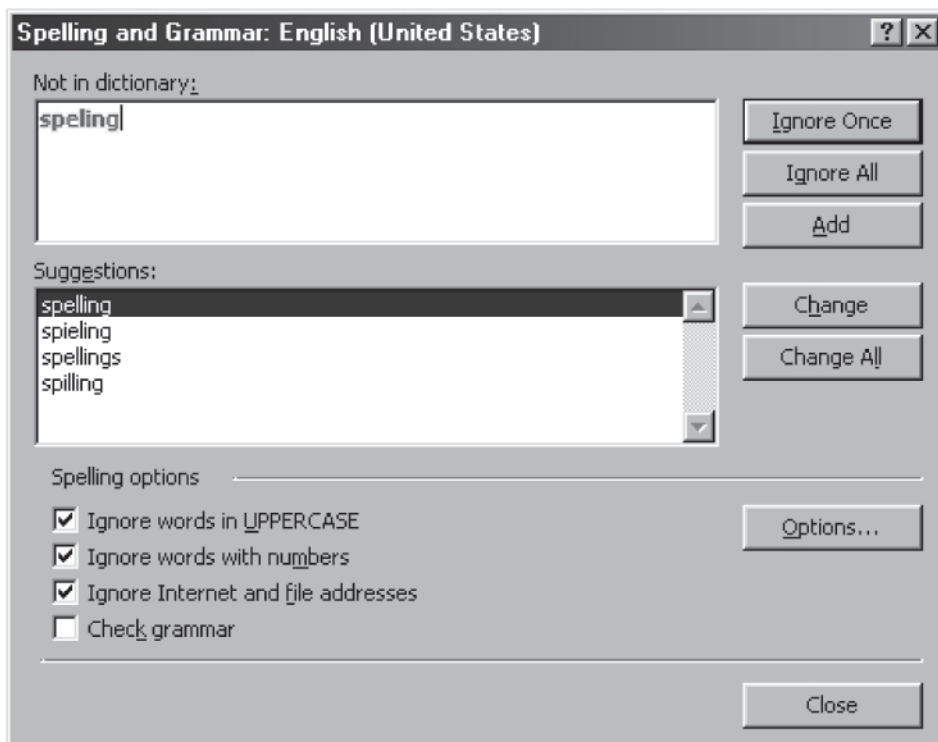 Spelling and Grammar: English (United States)
Not in dictionary:
speling
Ignore Once
Ignore All
Add
Suggestions:
spelling
spieling
spellings
spilling
Change
Change All
Spelling options
Ignore words in UPPERCASE
Ignore words with numbers
Ignore Internet and file addresses
Check grammar
Options...
Close